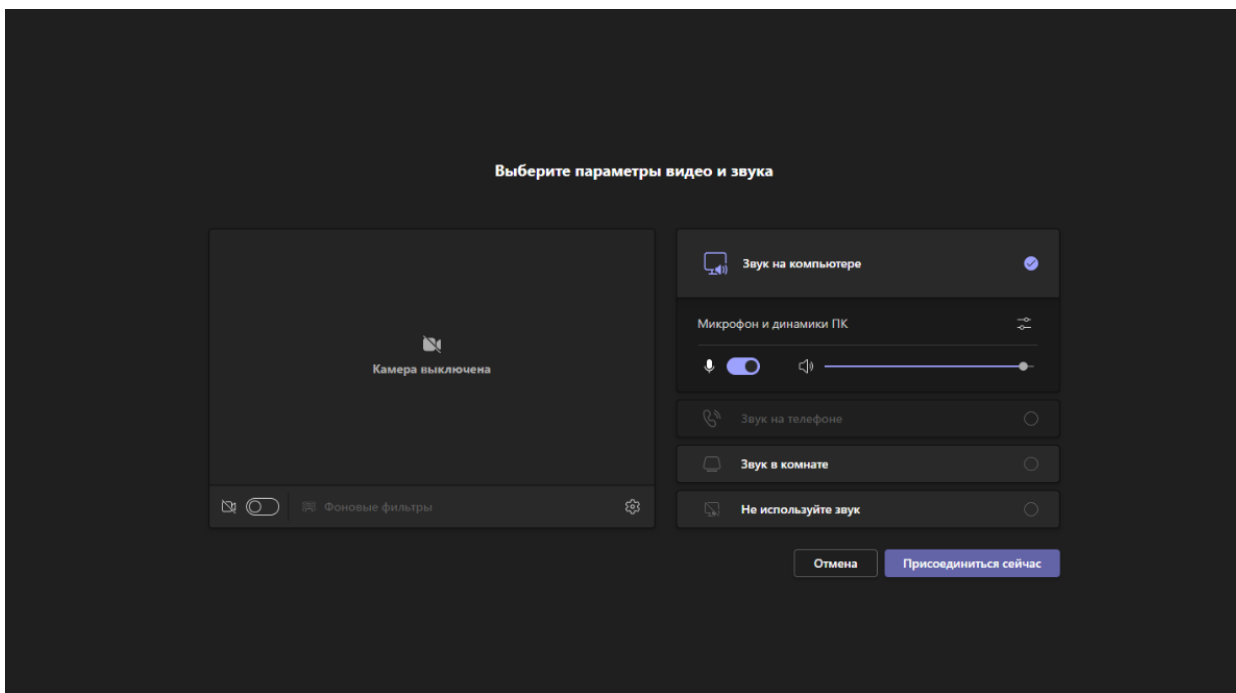 Выберите параметры видео и звука
Камера выключена
Фоновые фильтры
Звук на компьютере
Микрофон и динамики ПК
Звук на телефоне
Звук в комнате
Не используйте звук
Отмена
Присоединиться сейчас